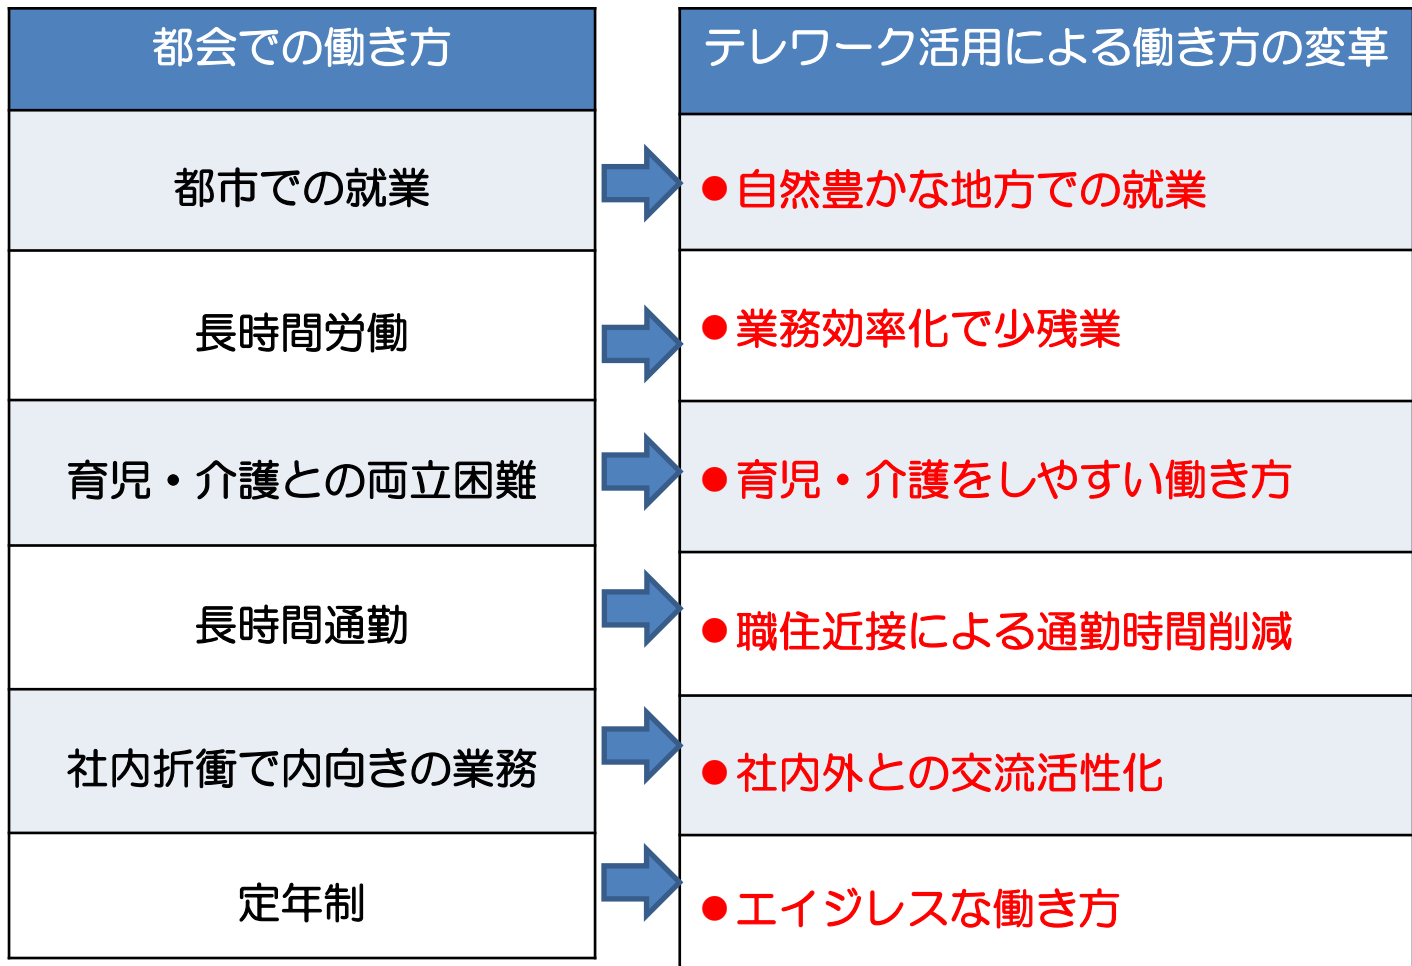 都会での働き方
テレワーク活用による働き方の変革
都市での就業
●自然豊かな地方での就業
長時間労働
●業務効率化で少残業
育児・介護との両立困難
●育児・介護をしやすい働き方
長時間通勤
●職住近接による通勤時間削減
社内折衝で内向きの業務
●社内外との交流活性化
定年制
●エイジレスな働き方